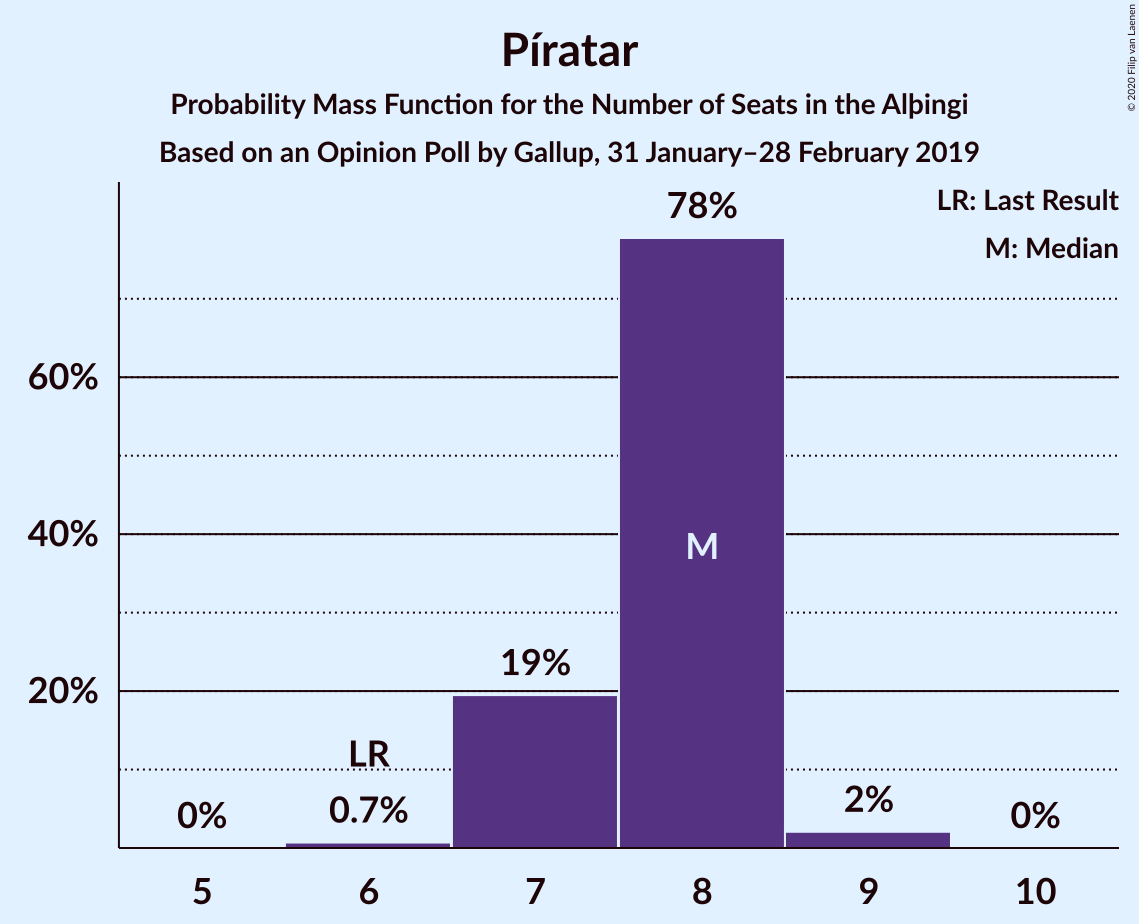 Píratar
Probability Mass Function for the Number of Seats in the Alþingi
Based on an Opinion Poll by Gallup, 31 January–28 February 2019
© 2020 Filip van Laenen
LR: Last Result
M: Median
78%
60%
40%
20%
M
19%
LR
0%
0.7%
2%
0%
5
6
7
8
9
10